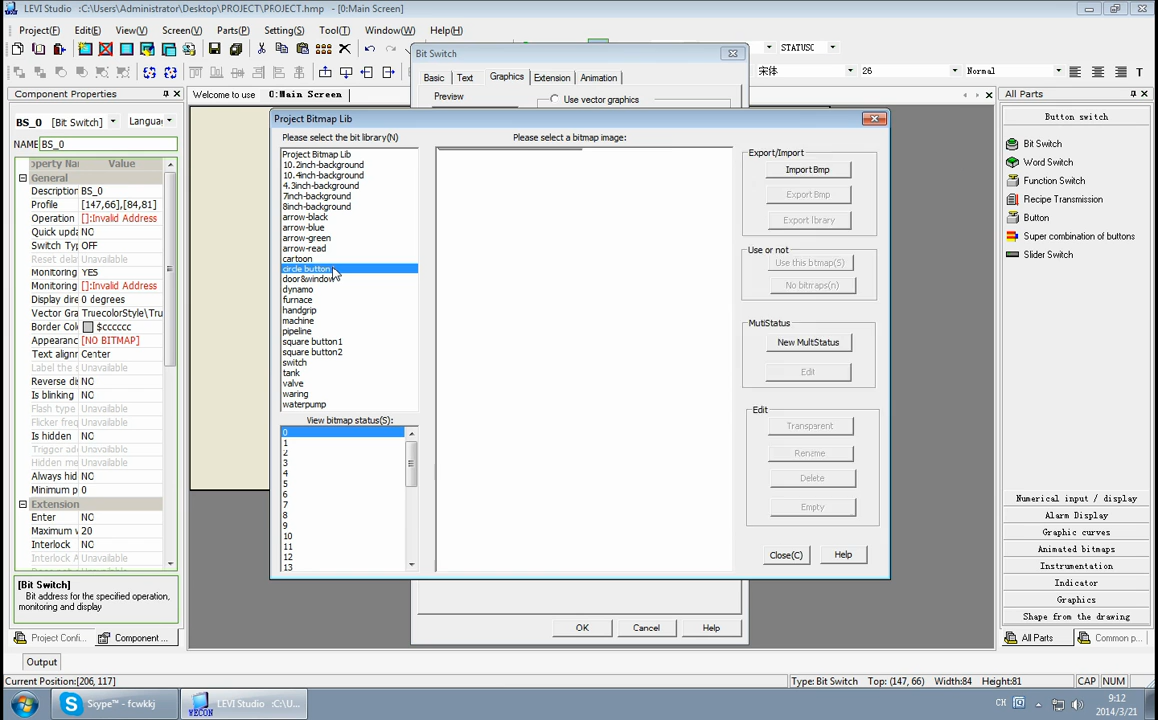 LEVI Studio :C:\Users\Administrator\Desktop\PROJECT\PROJECT.hmp - [0:Main Screen]
Project(F) Edit(E) View(V) Screen(V) Parts(P) Setting(S) Tool(T) Window(W) Help(H)
STATUS0
宋体 26 Normal
Component Properties
BS_0 [Bit Switch] Langua
NAME BS_0
operty Na Value
General
Description BS_0
Profile [147,66],[84,81]
Operation []:Invalid Address
Quick upda NO
Switch Typ OFF
Reset dela Unavailable
Monitoring YES
Monitoring []:Invalid Address
Display dire 0 degrees
Vector Gra TruecolorStyle\Tru
Border Col $cccccc
Appearanc [NO BITMAP]
Text alignr Center
Label the s Unavailable
Reverse di NO
Is blinking NO
Flash type Unavailable
Flicker freq Unavailable
Is hidden NO
Trigger ad Unavailable
Hidden me Unavailable
Always hid NO
Minimum p 0
Extension
Enter NO
Maximum v 20
Interlock NO
Interlock A Unavailable
[Bit Switch]
Bit address for the specified operation, monitoring and display
Project Confi... Component ...
Output
Current Position:[206, 117]
Welcome to use 0:Main Screen
Bit Switch
Basic Text Graphics Extension Animation
Preview Use vector graphics
Project Bitmap Lib
Please select the bit library(N)
Project Bitmap Lib
10.2inch-background
10.4inch-background
4.3inch-background
7inch-background
8inch-background
arrow-black
arrow-blue
arrow-green
arrow-read
cartoon
circle button
door&window
dynamo
furnace
handgrip
machine
pipeline
square button1
square button2
switch
tank
valve
waring
waterpump
View bitmap status(S):
0
1
2
3
4
5
6
7
8
9
10
11
12
13
Please select a bitmap image:
Export/Import
Import Bmp
Export Bmp
Export library
Use or not
Use this bitmap(S)
No bitmaps(n)
MutiStatus
New MultStatus
Edit
Edit
Transparent
Rename
Delete
Empty
Close(C) Help
OK Cancel Help
All Parts
Button switch
Bit Switch
Word Switch
Function Switch
Recipe Transmission
Button
Super combination of buttons
Slider Switch
Numerical input / display
Alarm Display
Graphic curves
Animated bitmaps
Instrumentation
Indicator
Graphics
Shape from the drawing
All Parts Common p...
Type: Bit Switch Top: (147, 66) Width:84 Height:81 CAP NUM
Skype™ - fcwkkj
WECON LEVI Studio :C:\U...
CH 9:12
2014/3/21